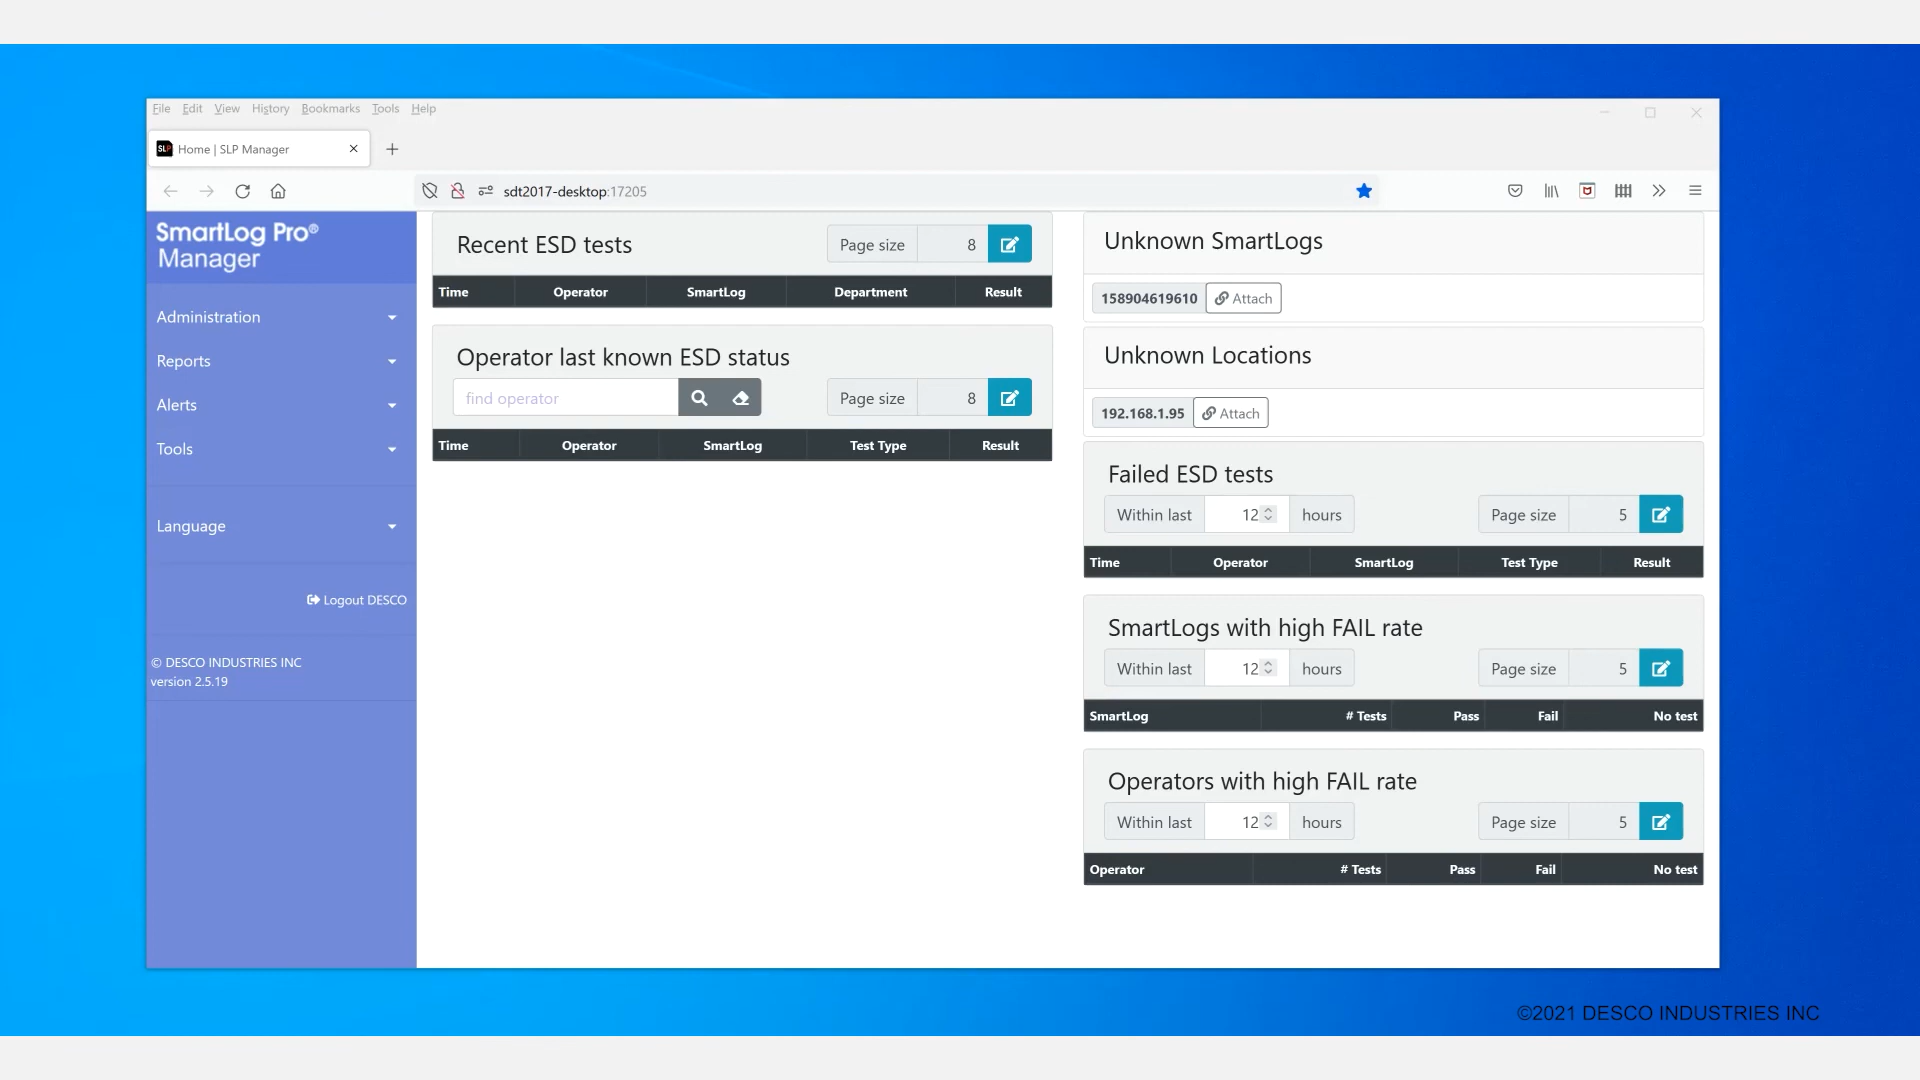 File Edit View History Bookmarks Tools Help
SLP Home | SLP Manager
sdt2017-desktop:17205
SmartLog Pro®
Manager
Administration
Reports
Alerts
Tools
Language
Logout DESCO
© DESCO INDUSTRIES INC
version 2.5.19
Recent ESD tests
Page size 8
Time Operator SmartLog Department Result
Operator last known ESD status
find operator Page size 8
Time Operator SmartLog Test Type Result
Unknown SmartLogs
158904619610 Attach
Unknown Locations
192.168.1.95 Attach
Failed ESD tests
Within last 12 hours Page size 5
Time Operator SmartLog Test Type Result
SmartLogs with high FAIL rate
Within last 12 hours Page size 5
SmartLog # Tests Pass Fail No test
Operators with high FAIL rate
Within last 12 hours Page size 5
Operator # Tests Pass Fail No test
©2021 DESCO INDUSTRIES INC